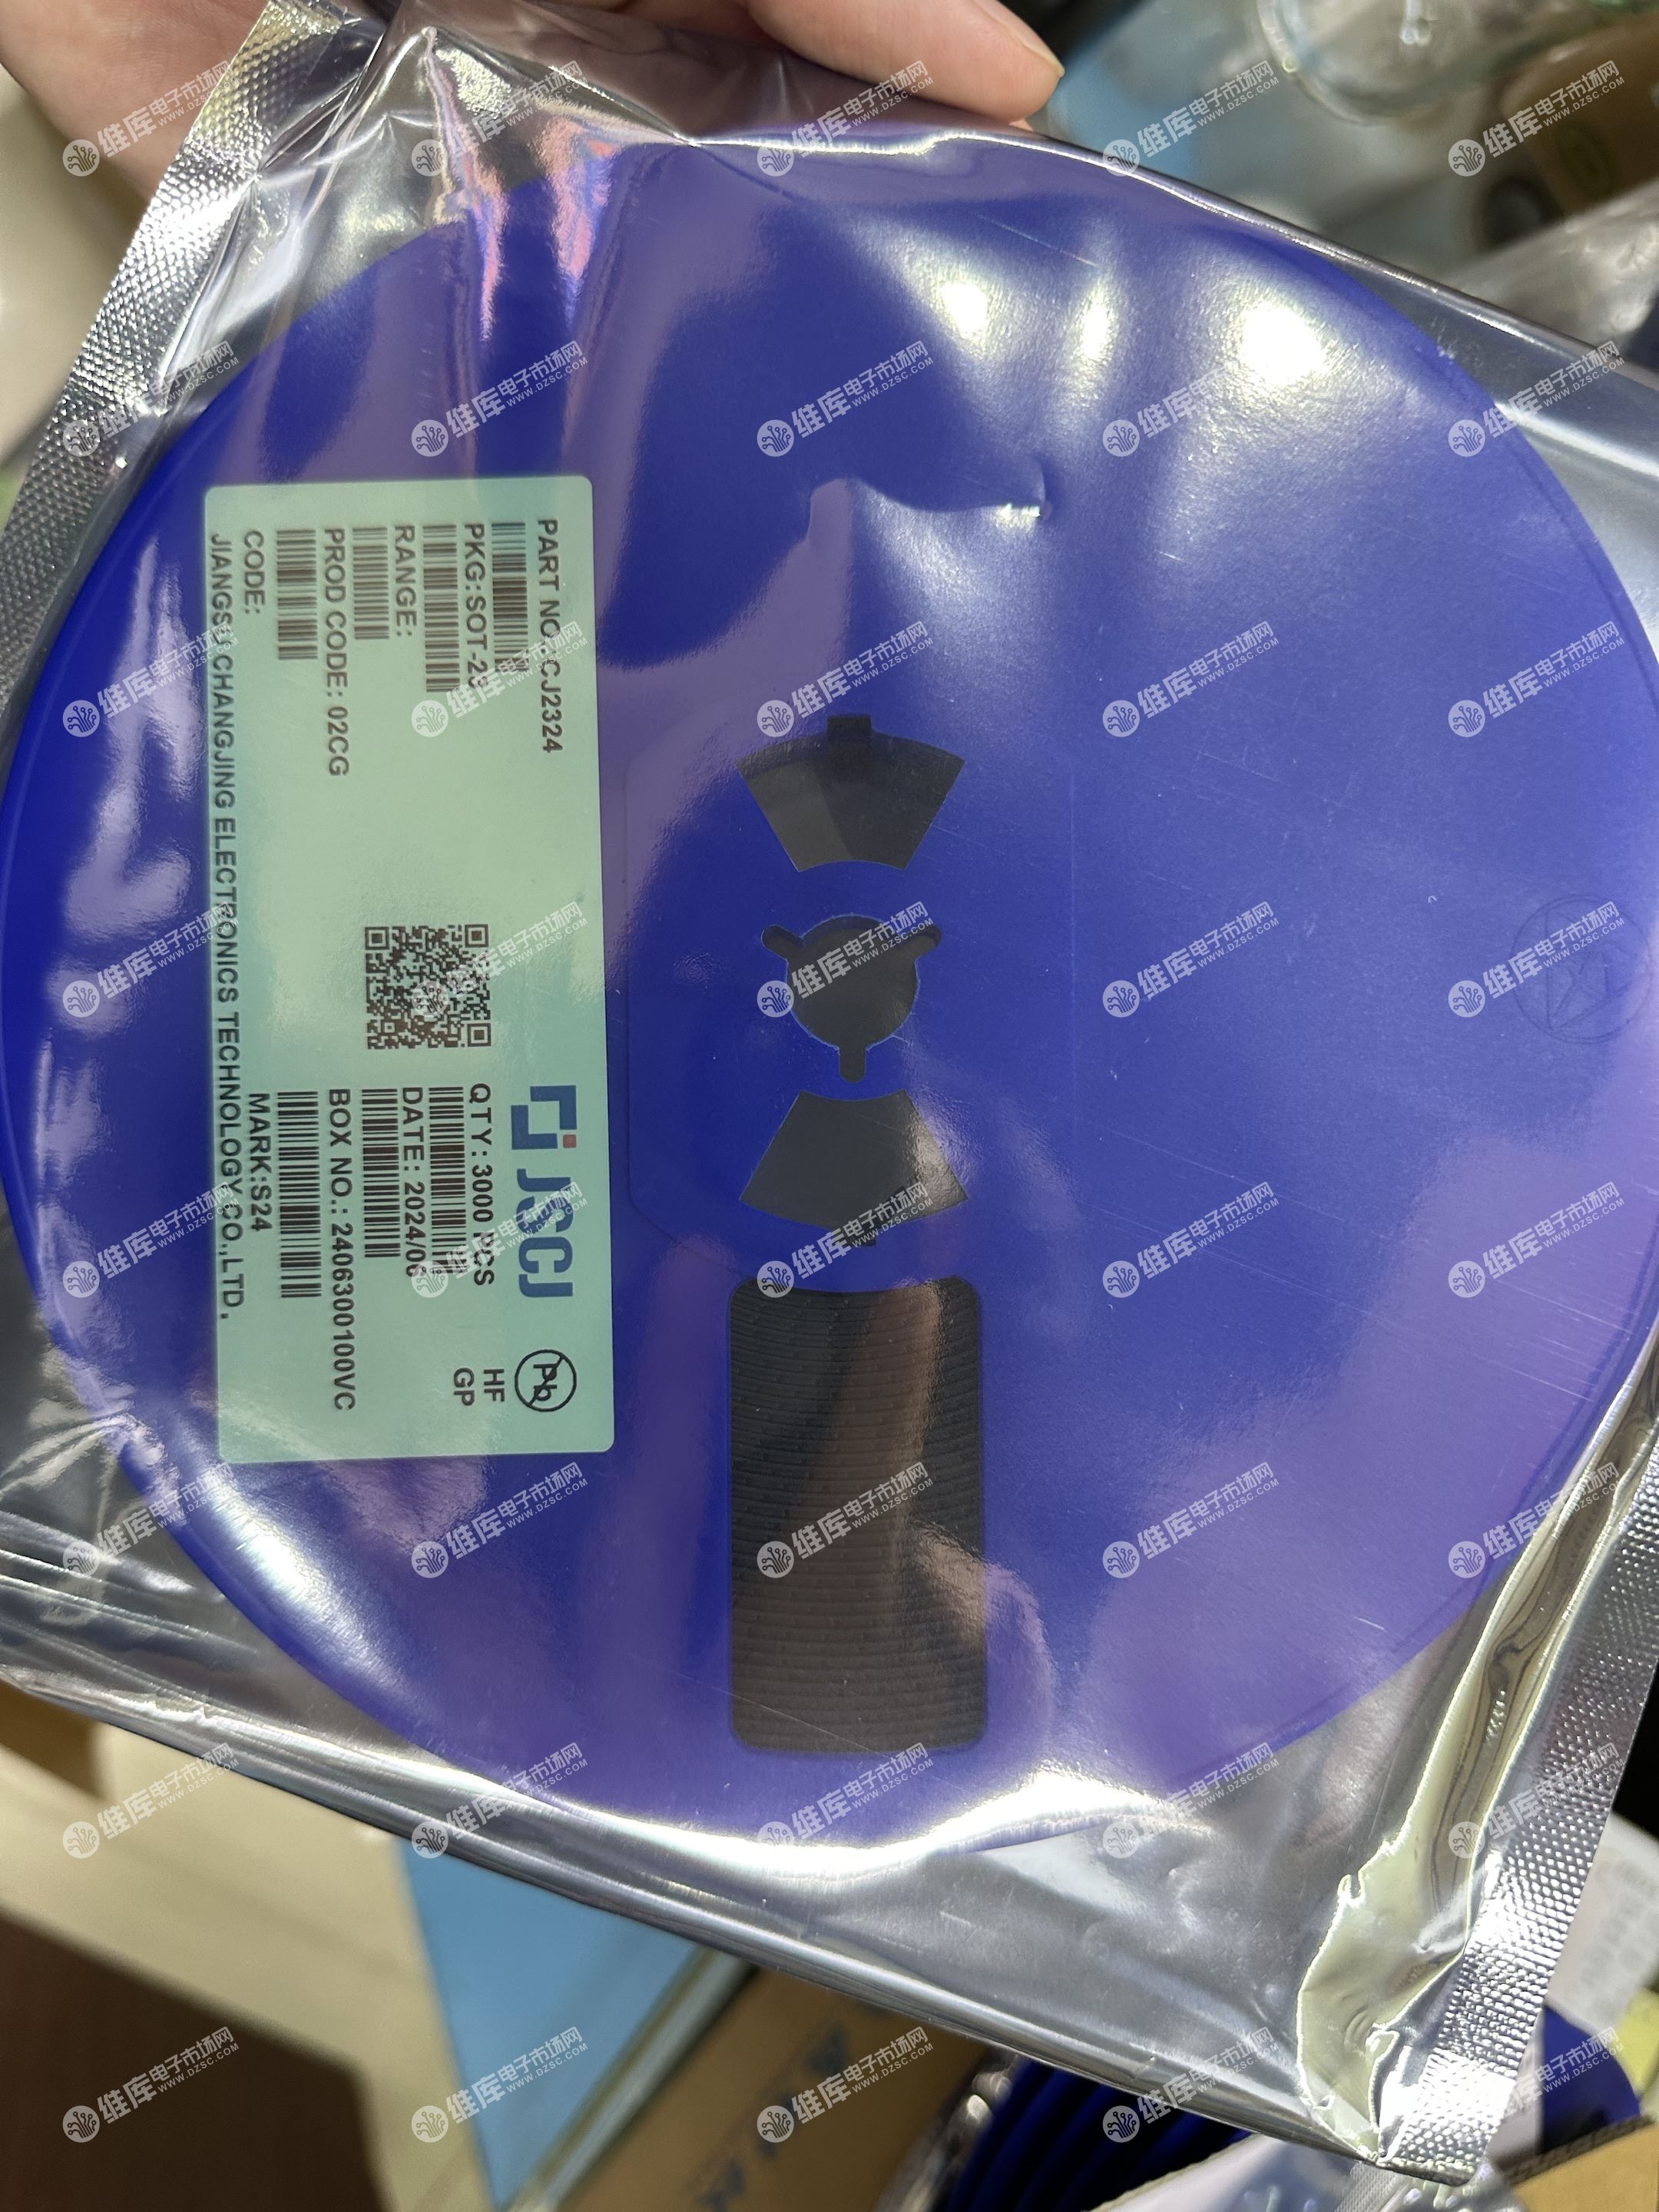 PART NO.:CJ2324
PKG:SOT-23
RANGE:
PROD CODE: 02CG
CODE:
JSCJ
Pb
HF
GP
QTY: 3000 PCS
DATE: 2024/06
BOX NO.: 2406300100VC
MARK:S24
JIANGSU CHANGJING ELECTRONICS TECHNOLOGY CO.,LTD.
维库电子市场网
WWW.DZSC.COM